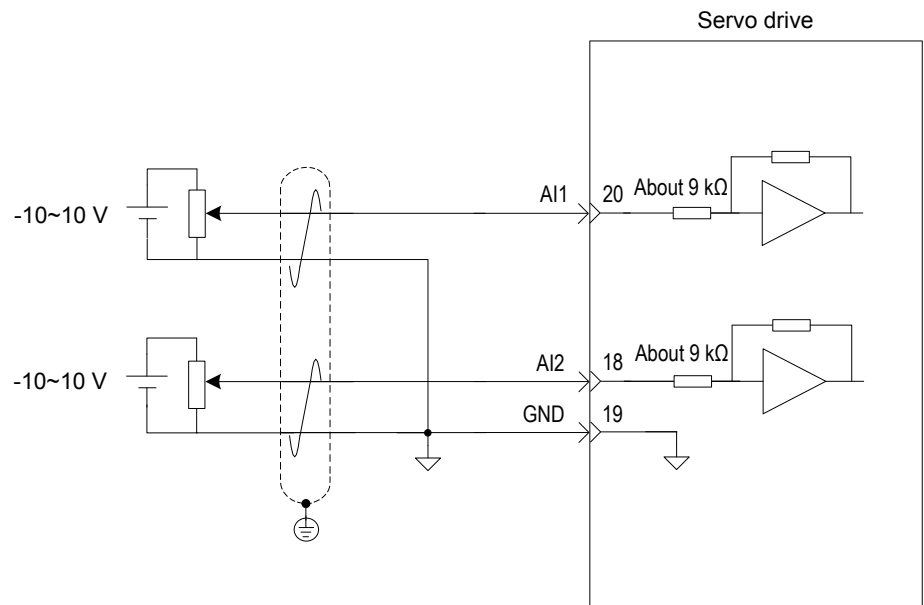 Servo drive
-10~10 V
AI1
20
About 9 kΩ
-10~10 V
AI2
18
About 9 kΩ
GND
19